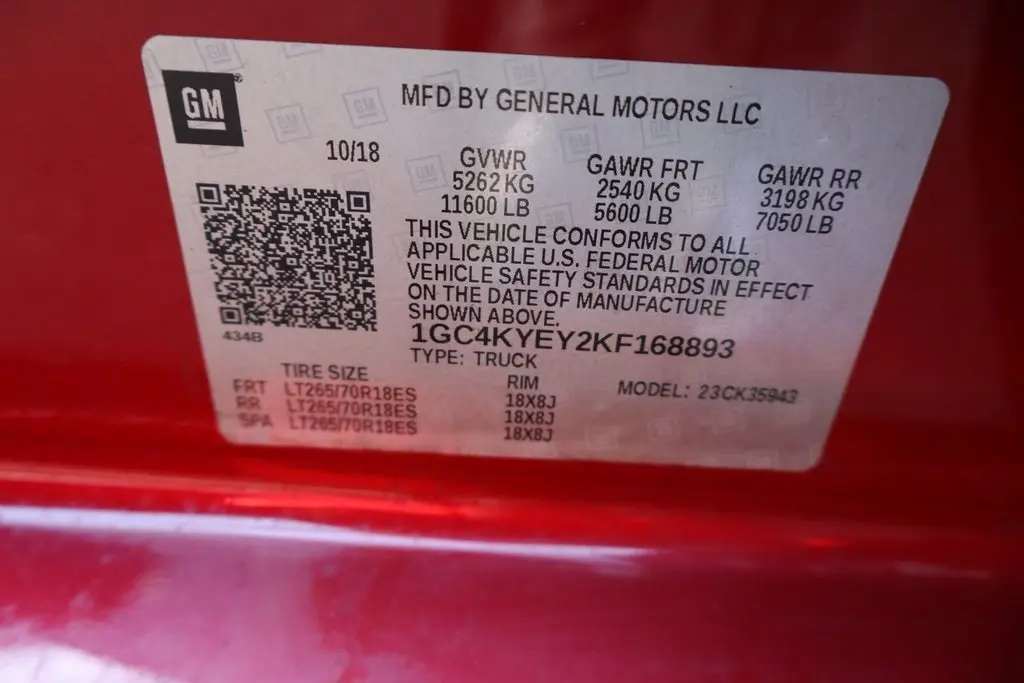 GM
MFD BY GENERAL MOTORS LLC
10/18
GVWR GAWR FRT GAWR RR
5262 KG 2540 KG 3198 KG
11600 LB 5600 LB 7050 LB
THIS VEHICLE CONFORMS TO ALL
APPLICABLE U.S. FEDERAL MOTOR
VEHICLE SAFETY STANDARDS IN EFFECT
ON THE DATE OF MANUFACTURE
SHOWN ABOVE.
434B
1GC4KYEY2KF168893
TYPE: TRUCK
TIRE SIZE RIM MODEL: 23CK35943
FRT LT265/70R18ES 18X8J
RR LT265/70R18ES 18X8J
SPA LT265/70R18ES 18X8J